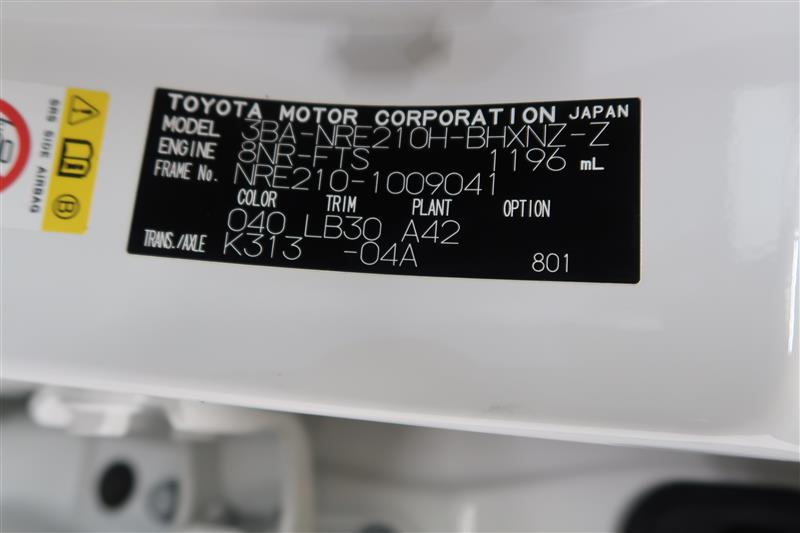 TOYOTA MOTOR CORPORATION JAPAN
MODEL 3BA-NRE210H-BHXNZ-Z
ENGINE 8NR-FTS 1196 mL
FRAME No. NRE210-1009041
COLOR TRIM PLANT OPTION
040 LB30 A42
TRANS./AXLE K313 -04A 801
SRS SIDE AIRBAG
B